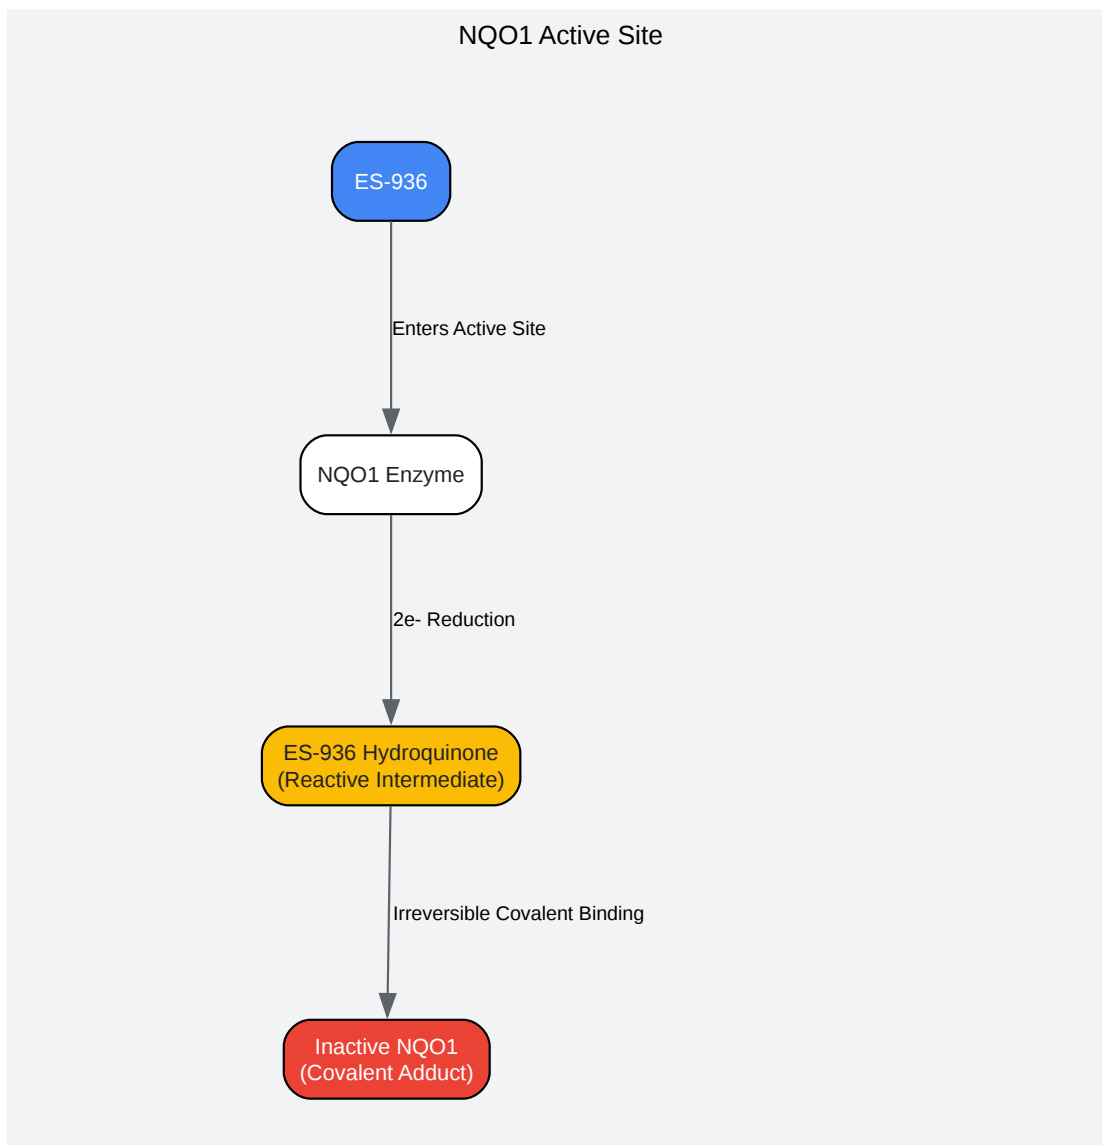 NQO1 Active Site
ES-936
Enters Active Site
NQO1 Enzyme
2e- Reduction
ES-936 Hydroquinone
(Reactive Intermediate)
Irreversible Covalent Binding
Inactive NQO1
(Covalent Adduct)